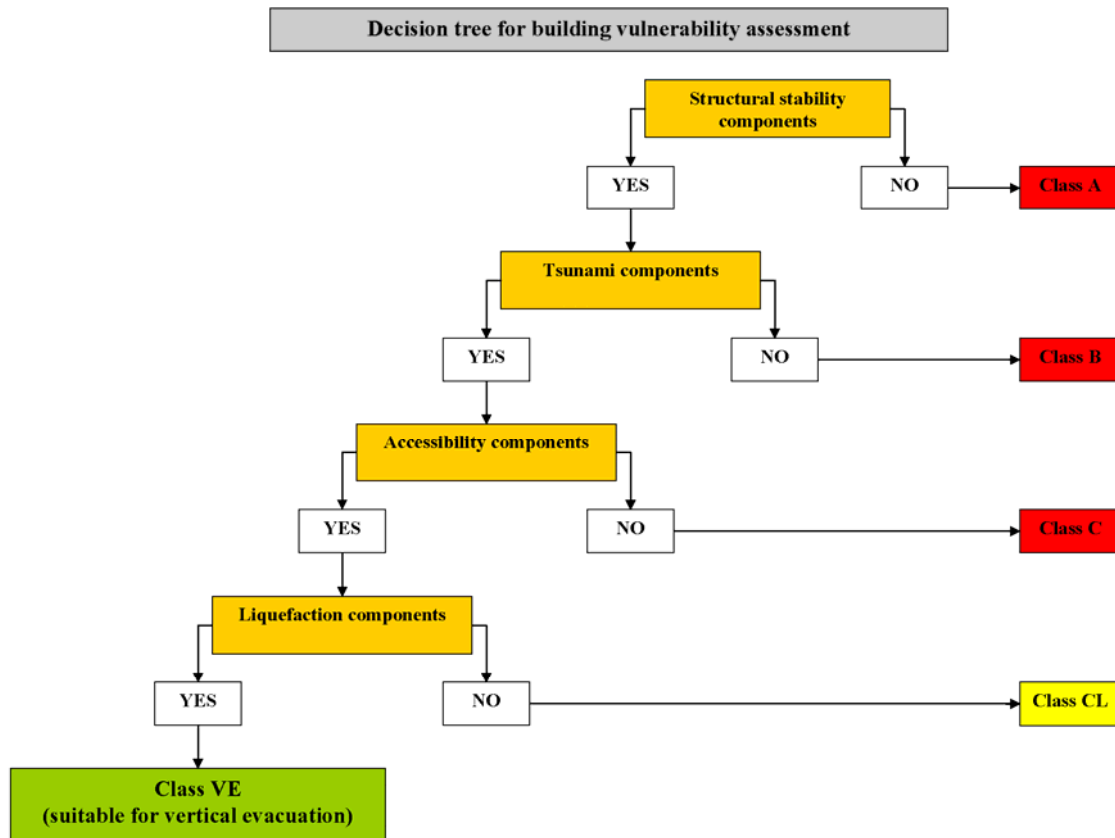 Decision tree for building vulnerability assessment
Structural stability
components
YES
NO
Class A
Tsunami components
YES
NO
Class B
Accessibility components
YES
NO
Class C
Liquefaction components
YES
NO
Class CL
Class VE
(suitable for vertical evacuation)